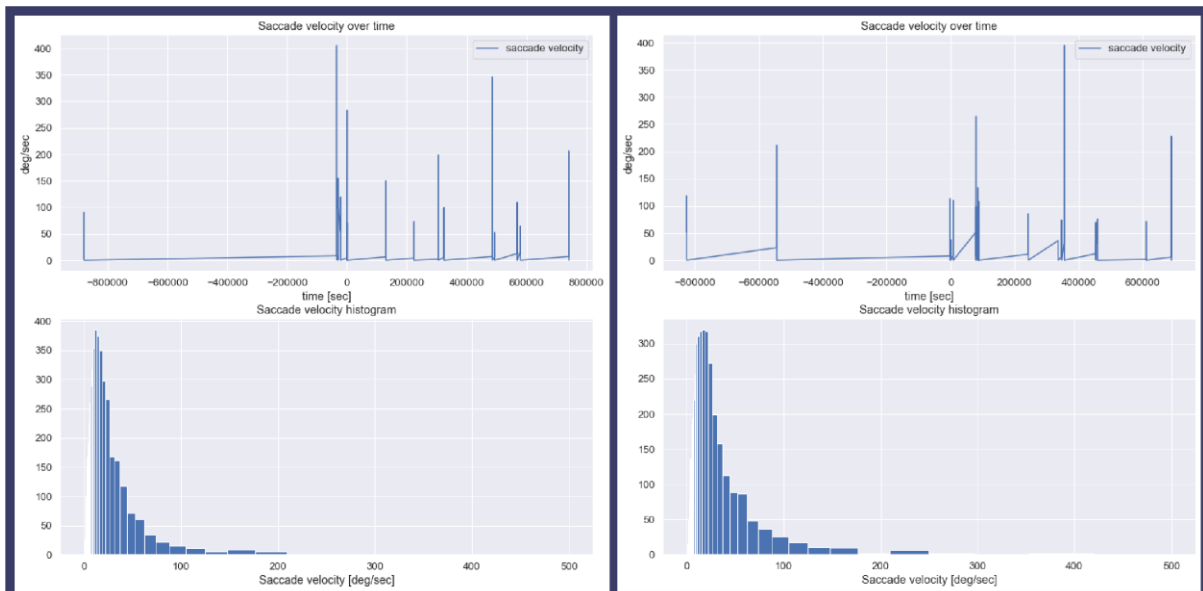 Saccade velocity over time
saccade velocity
400
350
300
250
200
150
100
50
0
deg/sec
−800000 −600000 −400000 −200000 0 200000 400000 600000 800000
time [sec]
Saccade velocity histogram
400
350
300
250
200
150
100
50
0
0 100 200 300 400 500
Saccade velocity [deg/sec]
Saccade velocity over time
saccade velocity
400
350
300
250
200
150
100
50
0
deg/sec
−800000 −600000 −400000 −200000 0 200000 400000 600000
time [sec]
Saccade velocity histogram
300
250
200
150
100
50
0
0 100 200 300 400 500
Saccade velocity [deg/sec]